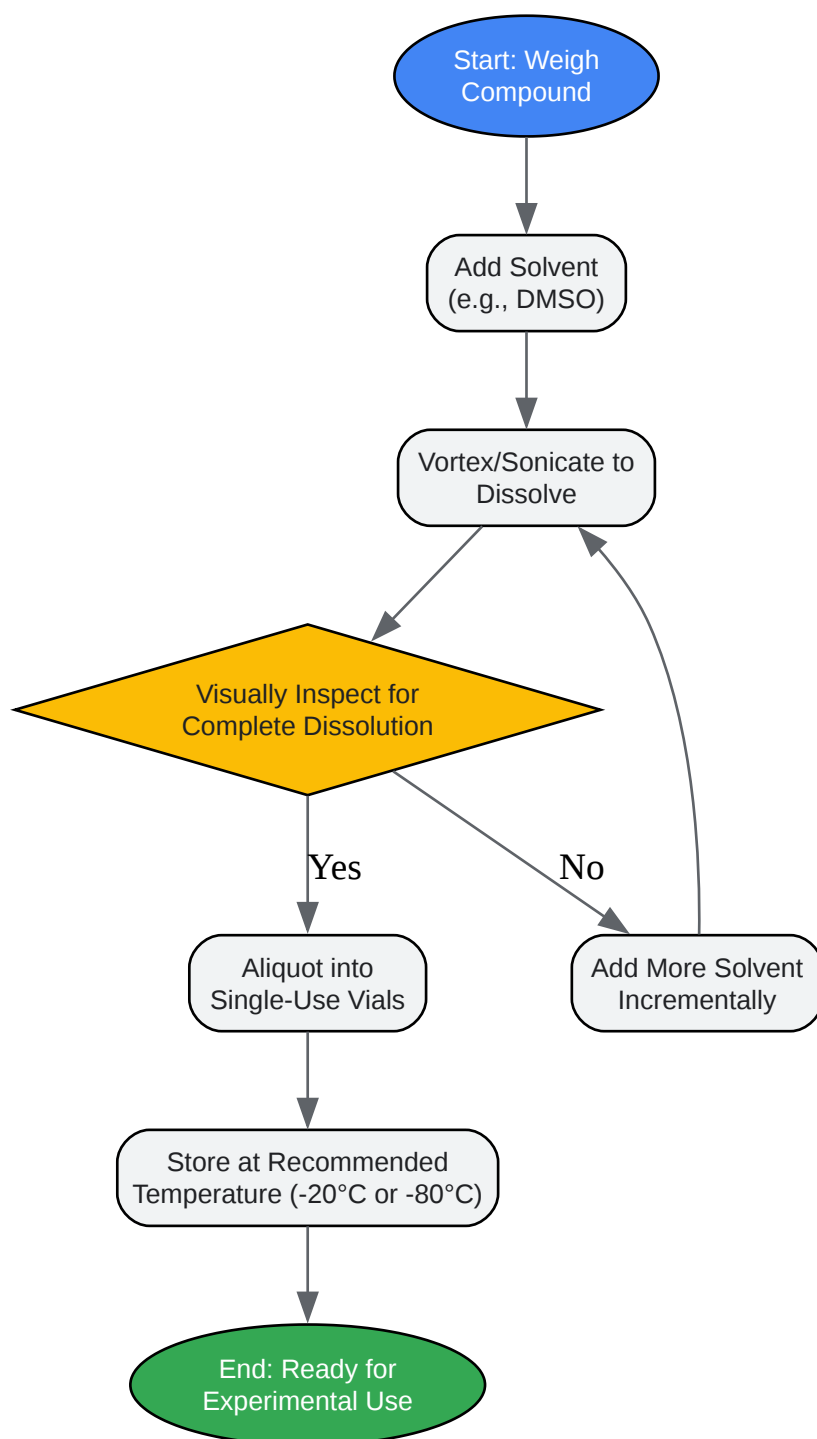 Start: Weigh
Compound
Add Solvent
(e.g., DMSO)
Vortex/Sonicate to
Dissolve
Visually Inspect for
Complete Dissolution
Yes
No
Aliquot into
Single-Use Vials
Add More Solvent
Incrementally
Store at Recommended
Temperature (-20°C or -80°C)
End: Ready for
Experimental Use